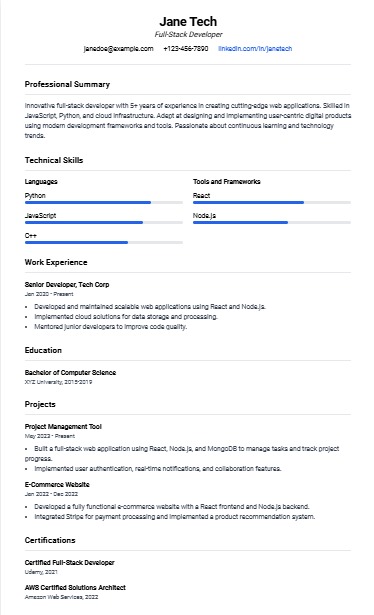 Jane Tech
Full-Stack Developer
janedoe@example.com +123-456-7890 linkedin.com/in/janetech
Professional Summary
Innovative full-stack developer with 5+ years of experience in creating cutting-edge web applications. Skilled in
JavaScript, Python, and cloud infrastructure. Adept at designing and implementing user-centric digital products
using modern development frameworks and tools. Passionate about continuous learning and technology
trends.
Technical Skills
Languages Tools and Frameworks
Python React
JavaScript Node.js
C++
Work Experience
Senior Developer, Tech Corp
Jan 2020 - Present
• Developed and maintained scalable web applications using React and Node.js.
• Implemented cloud solutions for data storage and processing.
• Mentored junior developers to improve code quality.
Education
Bachelor of Computer Science
XYZ University, 2015-2019
Projects
Project Management Tool
May 2023 - Present
• Built a full-stack web application using React, Node.js, and MongoDB to manage tasks and track project
progress.
• Implemented user authentication, real-time notifications, and collaboration features.
E-Commerce Website
Jan 2022 - Dec 2022
• Developed a fully functional e-commerce website with a React frontend and Node.js backend.
• Integrated Stripe for payment processing and implemented a product recommendation system.
Certifications
Certified Full-Stack Developer
Udemy, 2021
AWS Certified Solutions Architect
Amazon Web Services, 2022